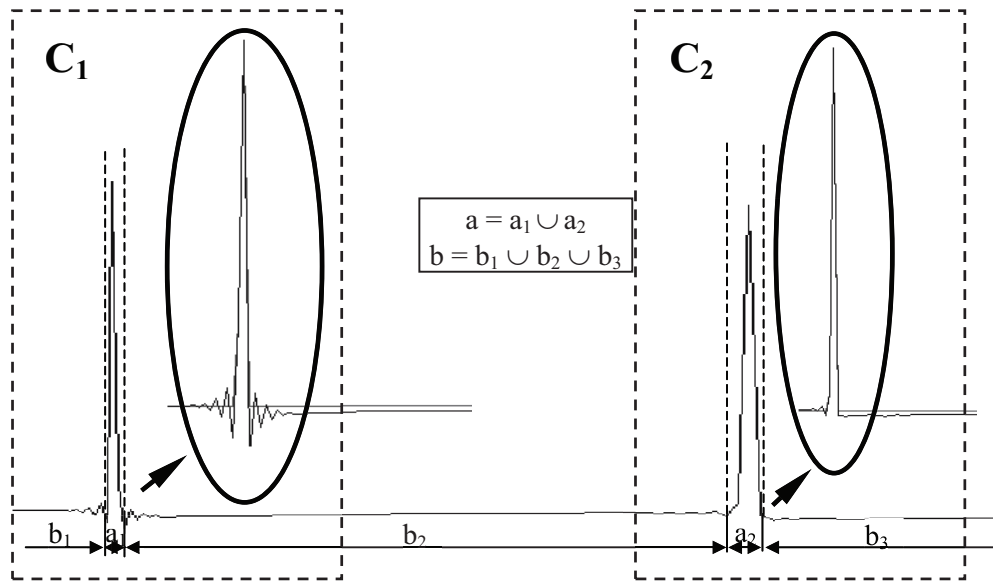 C₁
C₂
a = a₁ ∪ a₂
b = b₁ ∪ b₂ ∪ b₃
b₁ a₁ b₂ a₂ b₃